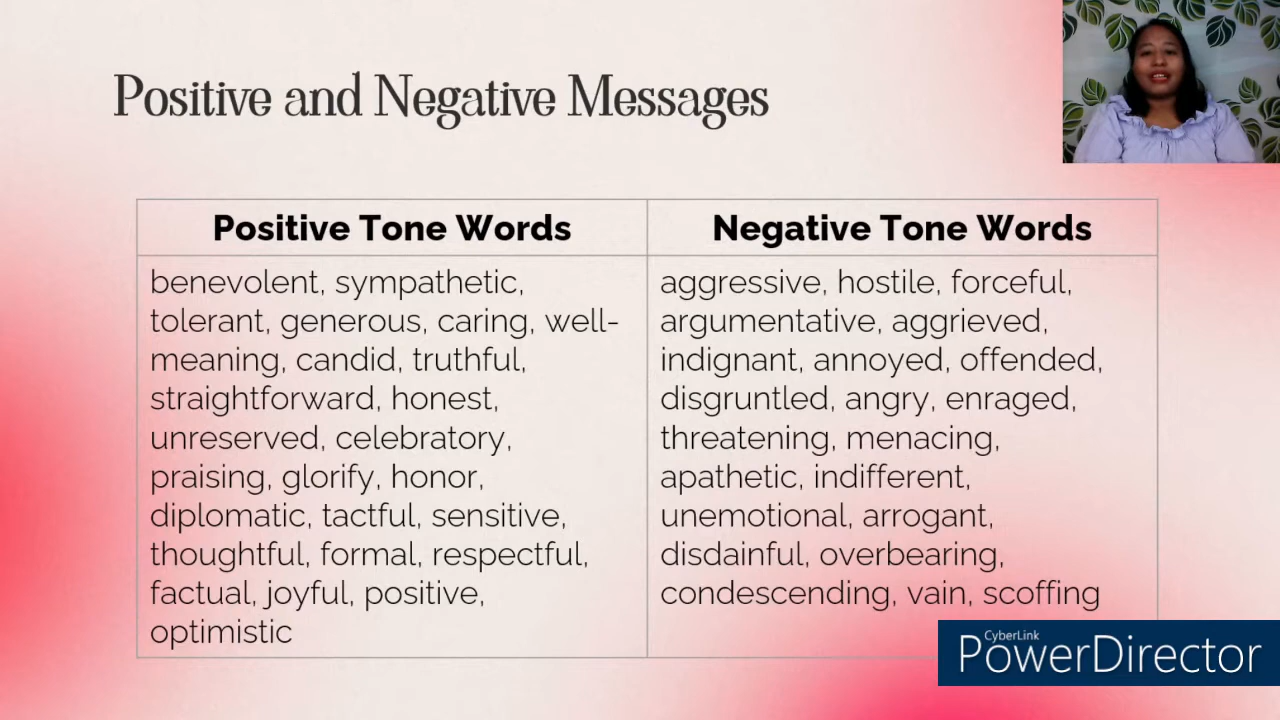 Positive and Negative Messages
Positive Tone Words
benevolent, sympathetic,
tolerant, generous, caring, well-
meaning, candid, truthful,
straightforward, honest,
unreserved, celebratory,
praising, glorify, honor,
diplomatic, tactful, sensitive,
thoughtful, formal, respectful,
factual, joyful, positive,
optimistic
Negative Tone Words
aggressive, hostile, forceful,
argumentative, aggrieved,
indignant, annoyed, offended,
disgruntled, angry, enraged,
threatening, menacing,
apathetic, indifferent,
unemotional, arrogant,
disdainful, overbearing,
condescending, vain, scoffing
CyberLink
PowerDirector